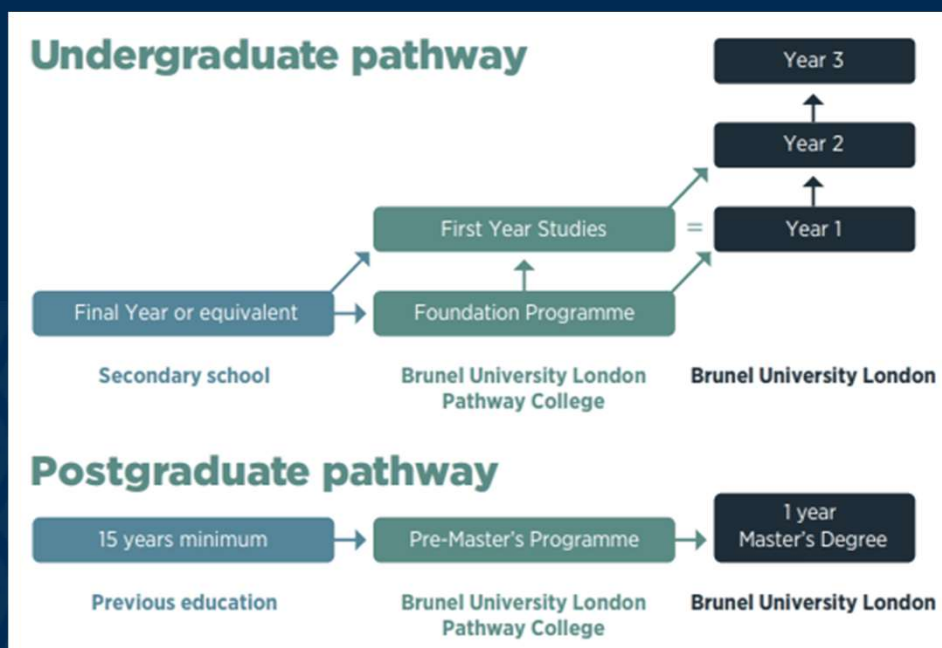 Undergraduate pathway
Year 3
Year 2
First Year Studies
=
Year 1
Final Year or equivalent
Foundation Programme
Secondary school
Brunel University London
Pathway College
Brunel University London
Postgraduate pathway
15 years minimum
Pre-Master's Programme
1 year
Master's Degree
Previous education
Brunel University London
Pathway College
Brunel University London